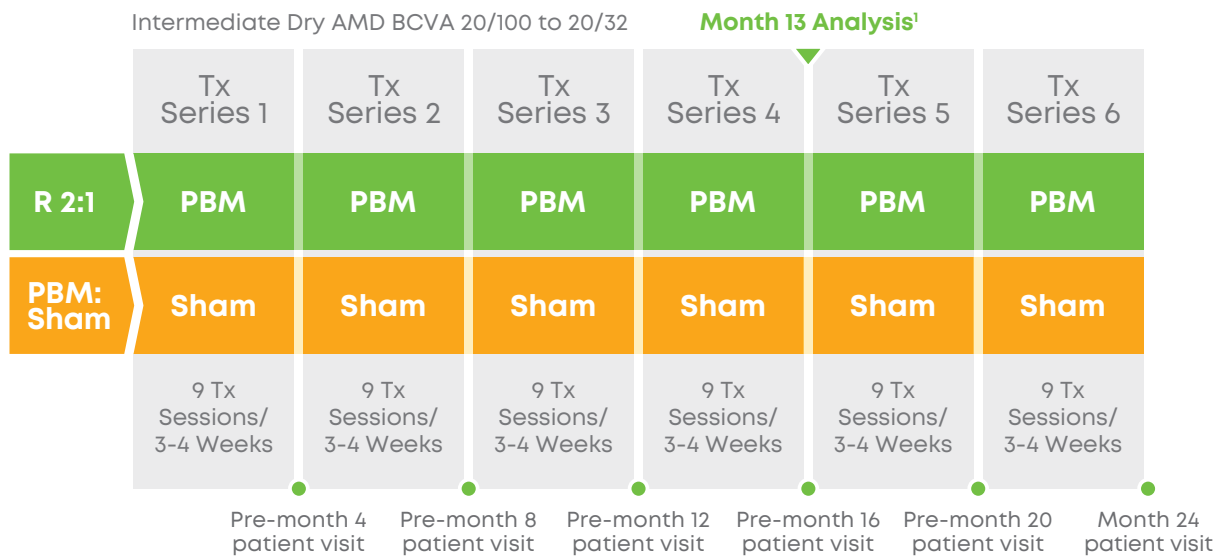 Intermediate Dry AMD BCVA 20/100 to 20/32
Month 13 Analysis¹
Tx
Series 1
Tx
Series 2
Tx
Series 3
Tx
Series 4
Tx
Series 5
Tx
Series 6
R 2:1
PBM
PBM
PBM
PBM
PBM
PBM
PBM:
Sham
Sham
Sham
Sham
Sham
Sham
Sham
9 Tx
Sessions/
3-4 Weeks
9 Tx
Sessions/
3-4 Weeks
9 Tx
Sessions/
3-4 Weeks
9 Tx
Sessions/
3-4 Weeks
9 Tx
Sessions/
3-4 Weeks
9 Tx
Sessions/
3-4 Weeks
Pre-month 4
patient visit
Pre-month 8
patient visit
Pre-month 12
patient visit
Pre-month 16
patient visit
Pre-month 20
patient visit
Month 24
patient visit